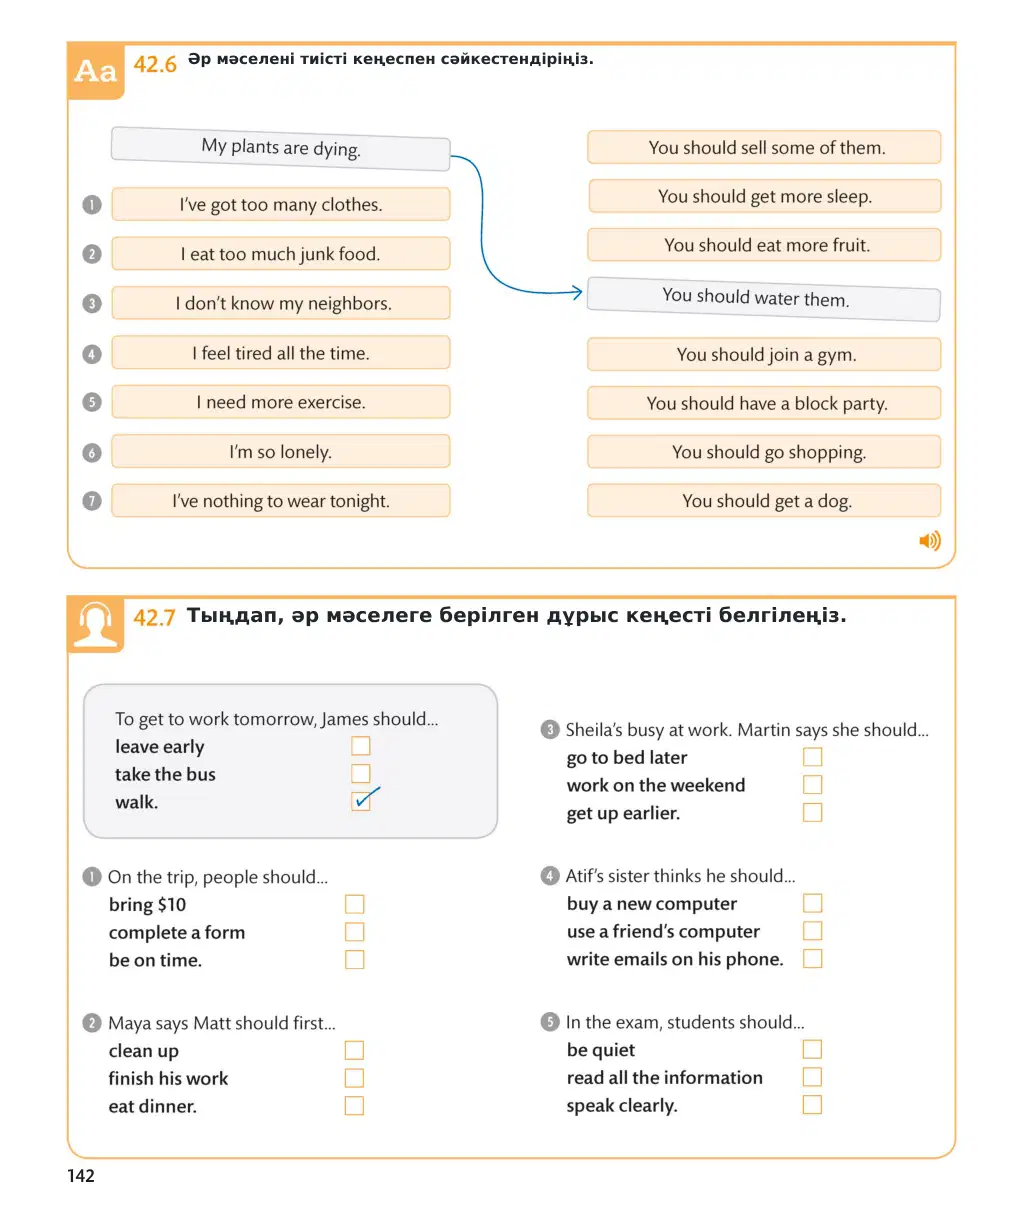 Aa
42.6 Әр мәселені тиісті кеңеспен сәйкестендіріңіз.
My plants are dying.
1 I've got too many clothes.
2 I eat too much junk food.
3 I don't know my neighbors.
4 I feel tired all the time.
5 I need more exercise.
6 I'm so lonely.
7 I've nothing to wear tonight.
You should sell some of them.
You should get more sleep.
You should eat more fruit.
You should water them.
You should join a gym.
You should have a block party.
You should go shopping.
You should get a dog.
42.7 Тыңдап, әр мәселеге берілген дұрыс кеңесті белгілеңіз.
To get to work tomorrow, James should...
leave early
take the bus
walk.
1 On the trip, people should...
bring $10
complete a form
be on time.
2 Maya says Matt should first...
clean up
finish his work
eat dinner.
3 Sheila's busy at work. Martin says she should...
go to bed later
work on the weekend
get up earlier.
4 Atif's sister thinks he should...
buy a new computer
use a friend's computer
write emails on his phone.
5 In the exam, students should...
be quiet
read all the information
speak clearly.
142